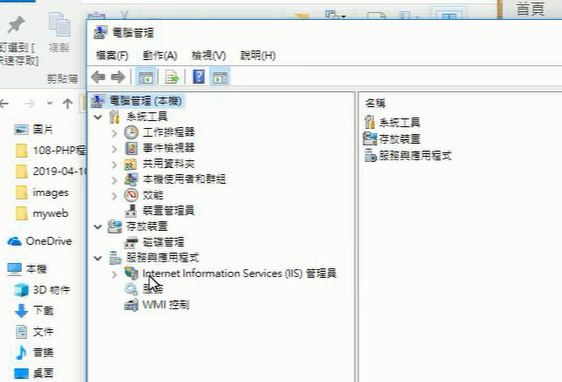 首頁
訂選到 [
快速存取]
複製
剪貼簿
圖片
108-PHP程
2019-04-10
images
myweb
OneDrive
本機
3D 物件
下載
文件
音樂
桌面
電腦管理
檔案(F) 動作(A) 檢視(V) 說明(H)
電腦管理 (本機)
系統工具
工作排程器
事件檢視器
共用資料夾
本機使用者和群組
效能
裝置管理員
存放裝置
磁碟管理
服務與應用程式
Internet Information Services (IIS) 管理員
服務
WMI 控制
名稱
系統工具
存放裝置
服務與應用程式